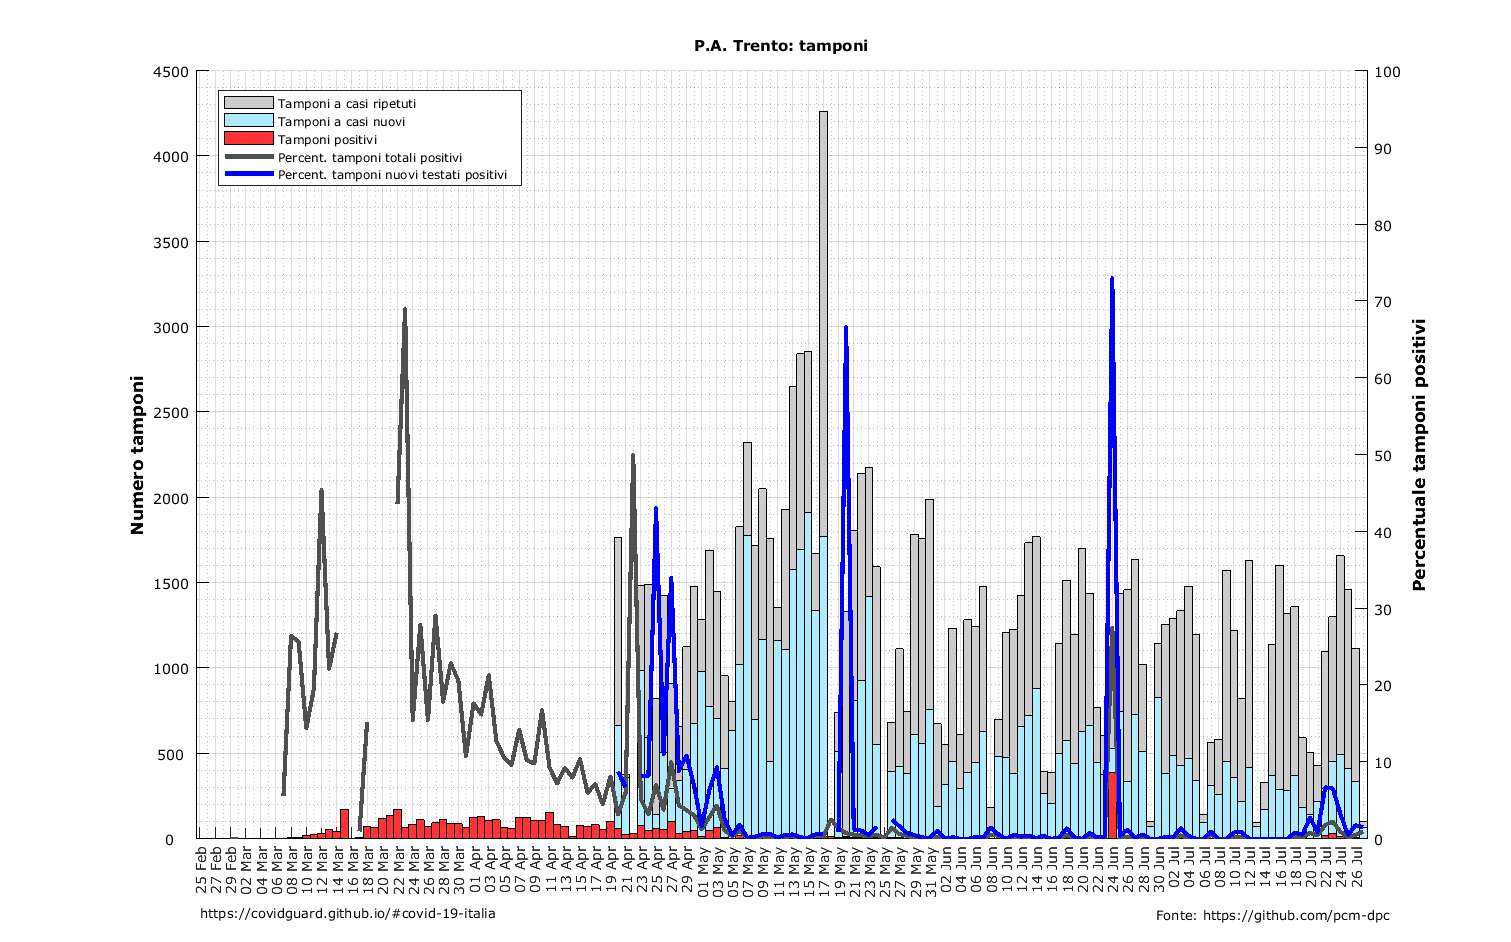 P.A. Trento: tamponi
4500
4000
3500
3000
2500
2000
1500
1000
500
0
Numero tamponi
Tamponi a casi ripetuti
Tamponi a casi nuovi
Tamponi positivi
Percent. tamponi totali positivi
Percent. tamponi nuovi testati positivi
100
90
80
70
60
50
40
30
20
10
0
Percentuale tamponi positivi
25 Feb
27 Feb
29 Feb
02 Mar
04 Mar
06 Mar
08 Mar
10 Mar
12 Mar
14 Mar
16 Mar
18 Mar
20 Mar
22 Mar
24 Mar
26 Mar
28 Mar
30 Mar
01 Apr
03 Apr
05 Apr
07 Apr
09 Apr
11 Apr
13 Apr
15 Apr
17 Apr
19 Apr
21 Apr
23 Apr
25 Apr
27 Apr
29 Apr
01 May
03 May
05 May
07 May
09 May
11 May
13 May
15 May
17 May
19 May
21 May
23 May
25 May
27 May
29 May
31 May
02 Jun
04 Jun
06 Jun
08 Jun
10 Jun
12 Jun
14 Jun
16 Jun
18 Jun
20 Jun
22 Jun
24 Jun
26 Jun
28 Jun
30 Jun
02 Jul
04 Jul
06 Jul
08 Jul
10 Jul
12 Jul
14 Jul
16 Jul
18 Jul
20 Jul
22 Jul
24 Jul
26 Jul
https://covidguard.github.io/#covid-19-italia
Fonte: https://github.com/pcm-dpc